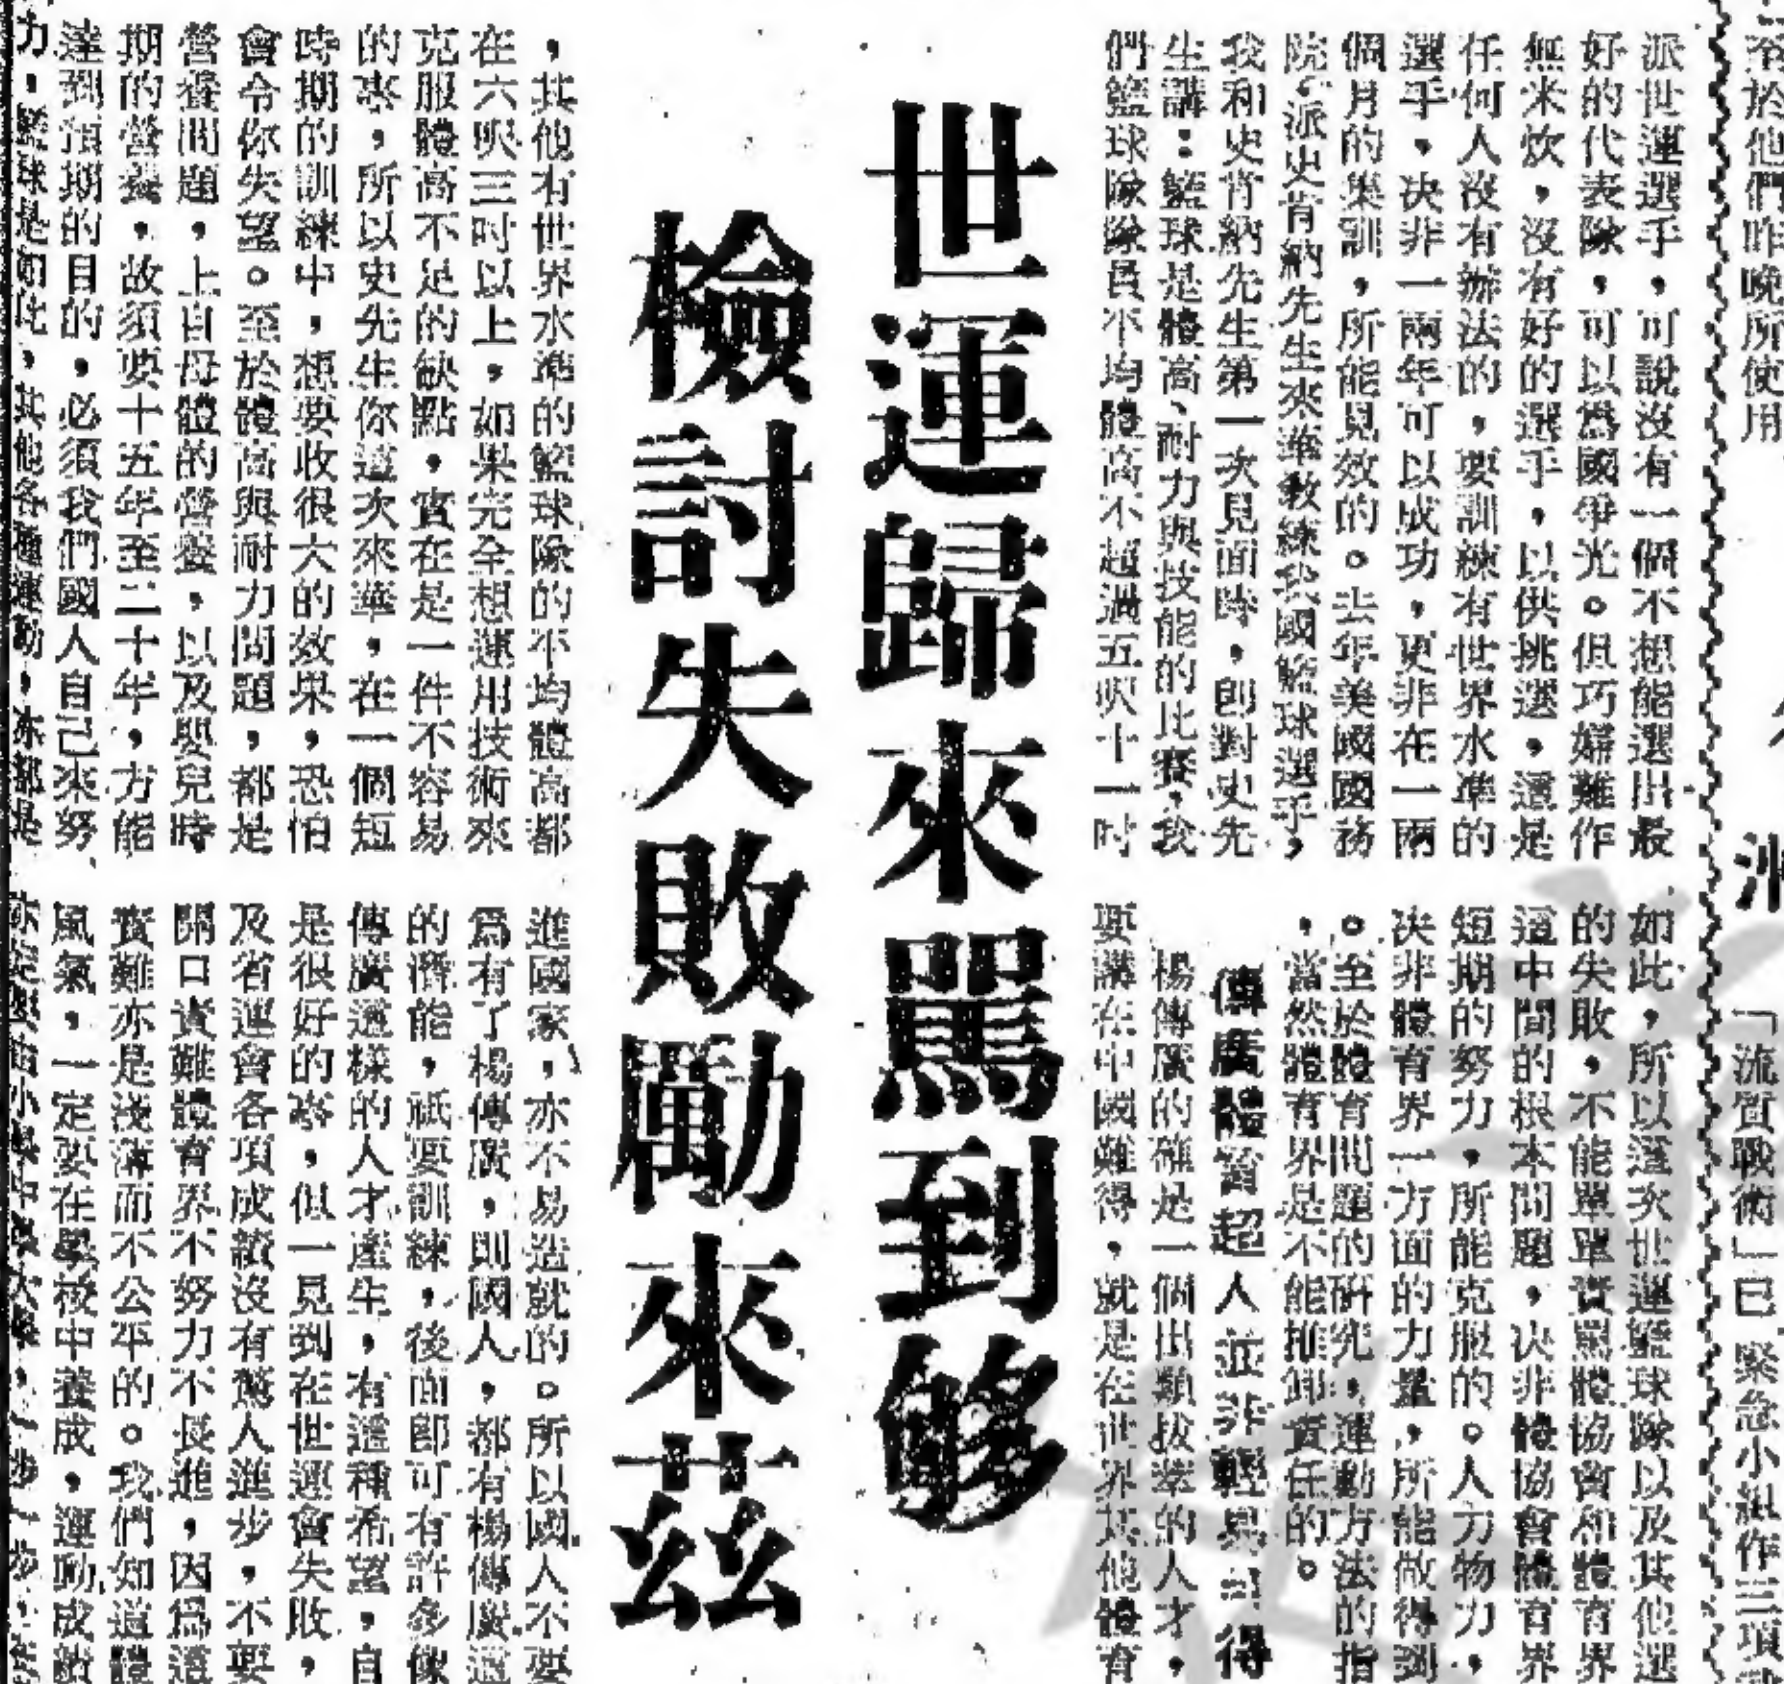 至於他們昨晚所使用
「流質戰術」已緊急小組作三項
派世運選手，可說沒有一個不想能選出最
好的代表隊，可以爲國爭光。但巧婦難作
無米炊，沒有好的選手，以供挑選，這是
任何人沒有辦法的，要訓練有世界水準的
選手，决非一兩年可以成功，更非在一兩
個月的集訓，所能見效的。去年美國國務
院，派史肯納先生來華敎練我國籃球選手，
我和史肯納先生第一次見面時，卽對史先
生講：籃球是體高、耐力與技能的比賽，我
們籃球隊隊員不均體高不超過五呎十一吋
世運歸來駡到够
檢討失敗勵來茲
，其他有世界水準的籃球隊的不均體高都
在六呎三吋以上，如果完全想運用技術來
克服體高不足的缺點，實在是一件不容易
的事，所以史先生你這次來華，在一個短
時期的訓練中，想要收很大的效果，恐怕
會令你失望。至於體高與耐力問題，都是
營養問題，上自母體的營養，以及嬰兒時
期的營養，故須要十五年至二十年，方能
達到預期的目的，必須我們國人自己來努
力，籃球是如此，其他各種運動，亦都是
如此，所以這次世運籃球隊以及其他選
的失敗，不能單單責駡體協會和體育界
這中間的根本問題，决非體協會體育界
短期的努力，所能克服的。人力物力，
决非體育界一方面的力量，所能做得到
。至於體育問題的研究，運動方法的指
，當然體育界是不能推卸責任的。
傳廣體質超人並非輕易可得
楊傳廣的確是一個出類拔萃的人才，
要講在中國難得，就是在世界其他體育
進國家，亦不易造就的。所以國人不要
爲有了楊傳廣，則國人，都有楊傳廣這
的潛能，祇要訓練，後面卽可有許多像
傳廣這樣的人才產生，有這種希望，自
是很好的事，但一見到在世運會失敗，
及省運會各項成績沒有驚人進步，不要
開口責難體育界不努力不長進，因爲這
責難亦是淺薄而不公平的。我們知道體
風氣，一定要在學校中養成，運動成績